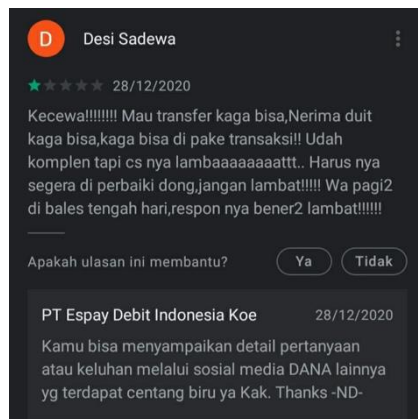 D
Desi Sadewa
28/12/2020
Kecewa!!!!!!!! Mau transfer kaga bisa,Nerima duit
kaga bisa,kaga bisa di pake transaksi!! Udah
komplen tapi cs nya lambaaaaaaaattt.. Harus nya
segera di perbaiki dong,jangan lambat!!!!! Wa pagi2
di bales tengah hari,respon nya bener2 lambat!!!!!!
Apakah ulasan ini membantu?
Ya
Tidak
PT Espay Debit Indonesia Koe
28/12/2020
Kamu bisa menyampaikan detail pertanyaan
atau keluhan melalui sosial media DANA lainnya
yg terdapat centang biru ya Kak. Thanks -ND-